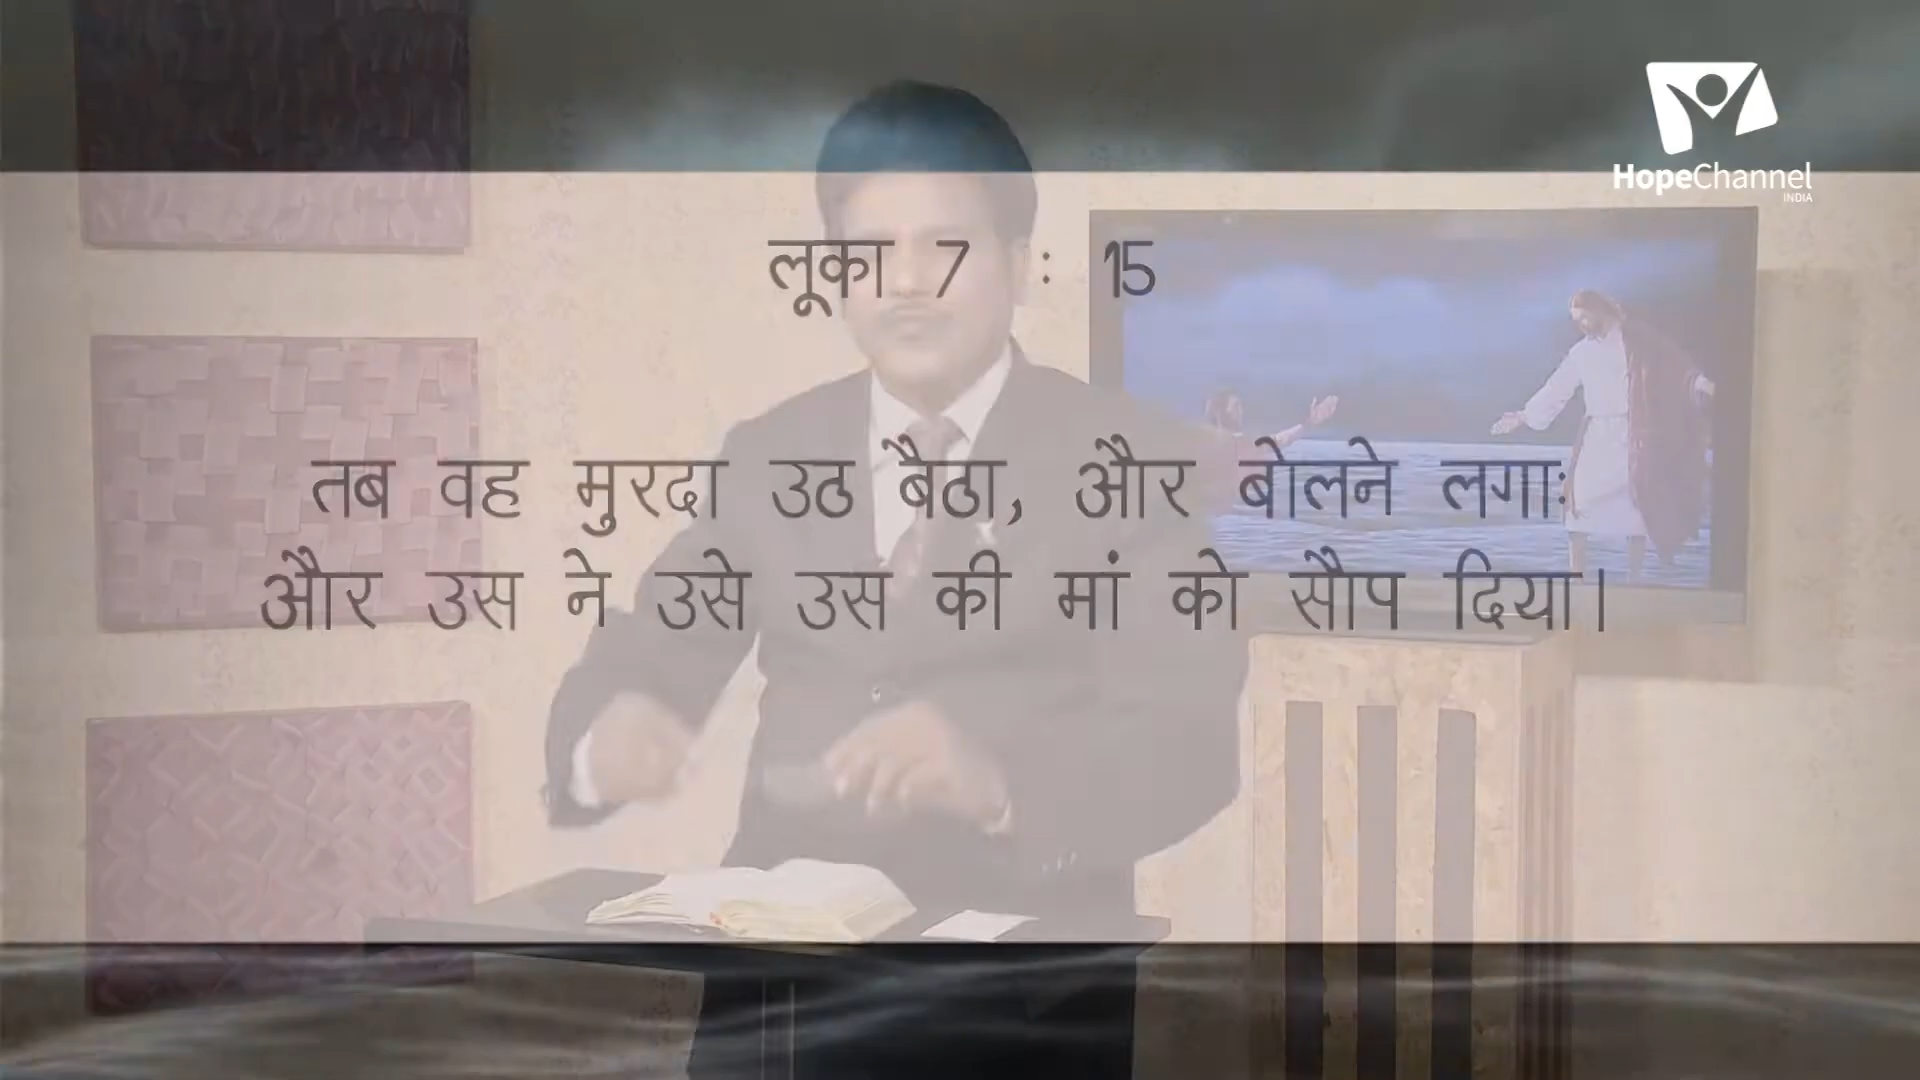 HopeChannel
INDIA
लूका 7 : 15
तब वह मुरदा उठ बैठा, और बोलने लगाः
और उस ने उसे उस की मां को सौप दिया।